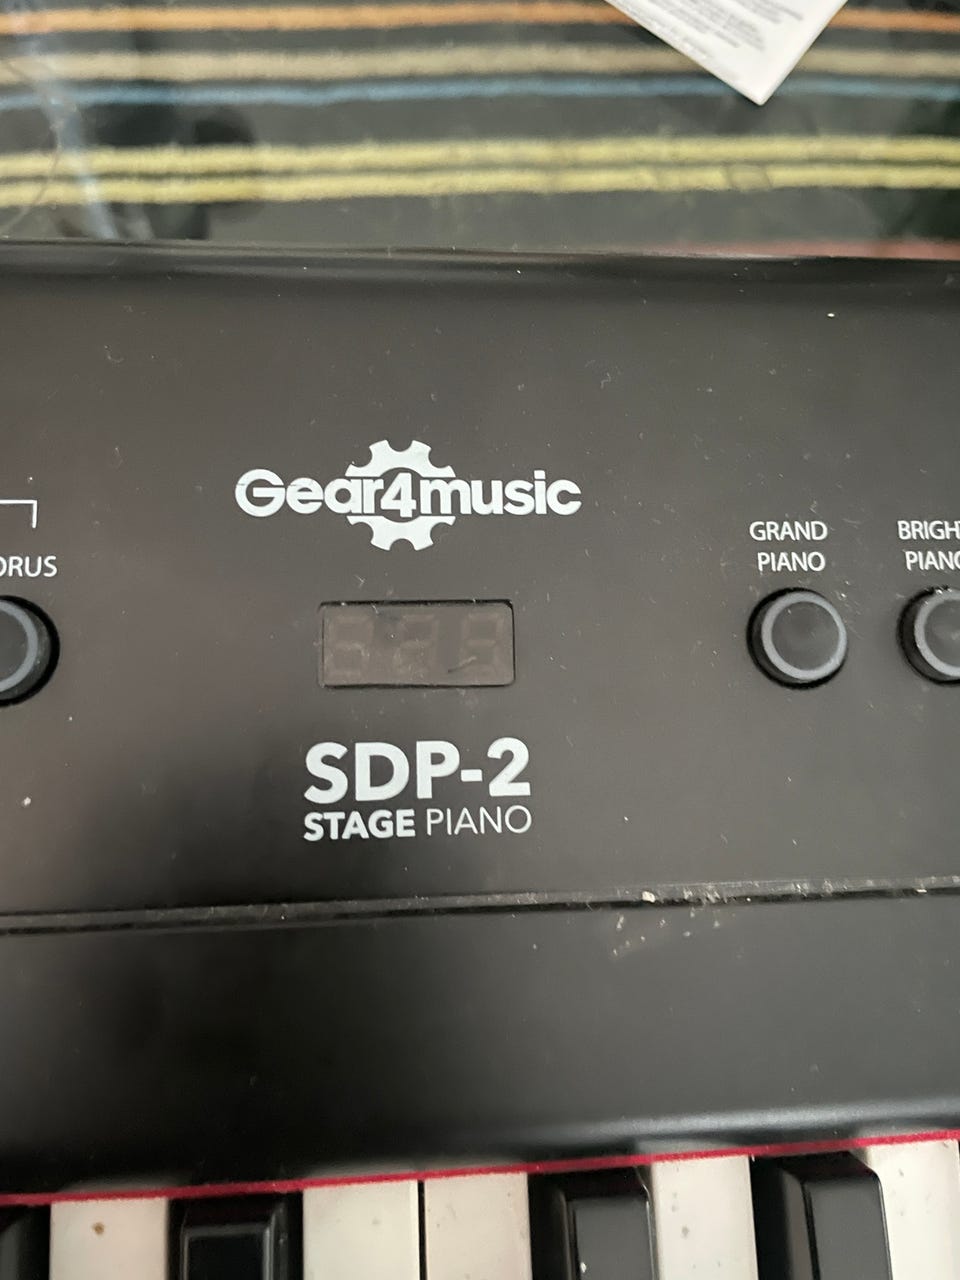 Gear4music
ORUS
GRAND
PIANO
BRIGH
PIANO
SDP-2
STAGE PIANO